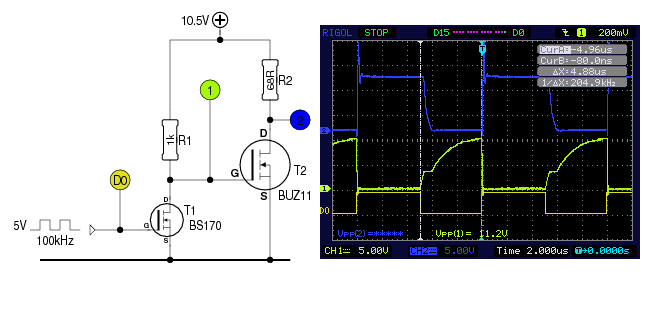 10.5V
68R
R2
1
2
1k
R1
D
G
S
T2
BUZ11
D0
5V
100kHz
D
G
S
T1
BS170
RIGOL STOP D15 D0 1 200mV
T
CurA:-4.96us
CurB:-80.0ns
ΔX:4.88us
1/ΔX:204.9kHz
2
1
D0
Vpp(2)=***** Vpp(1)= 11.2V
CH1 5.00V CH2 5.00V Time 2.000us T→0.0000s